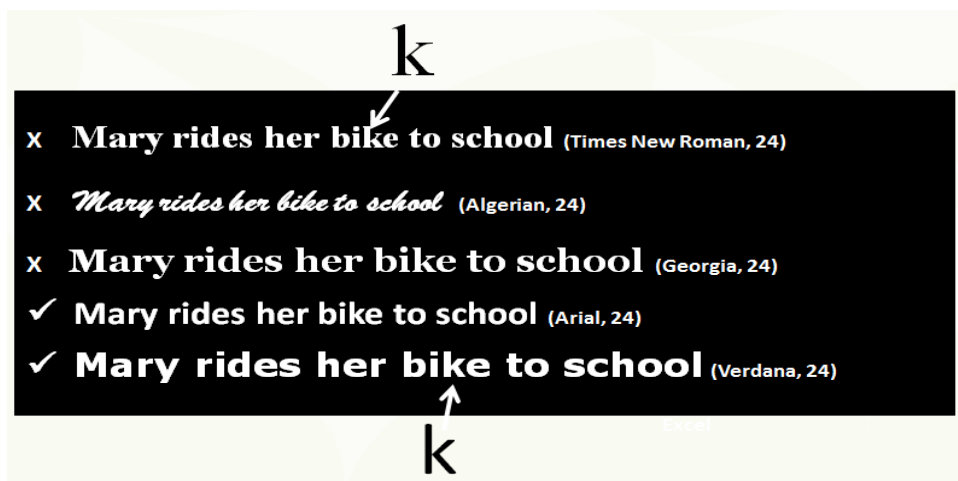 k
x Mary rides her bike to school (Times New Roman, 24)
x Mary rides her bike to school (Algerian, 24)
x Mary rides her bike to school (Georgia, 24)
✓ Mary rides her bike to school (Arial, 24)
✓ Mary rides her bike to school (Verdana, 24)
Excel
k